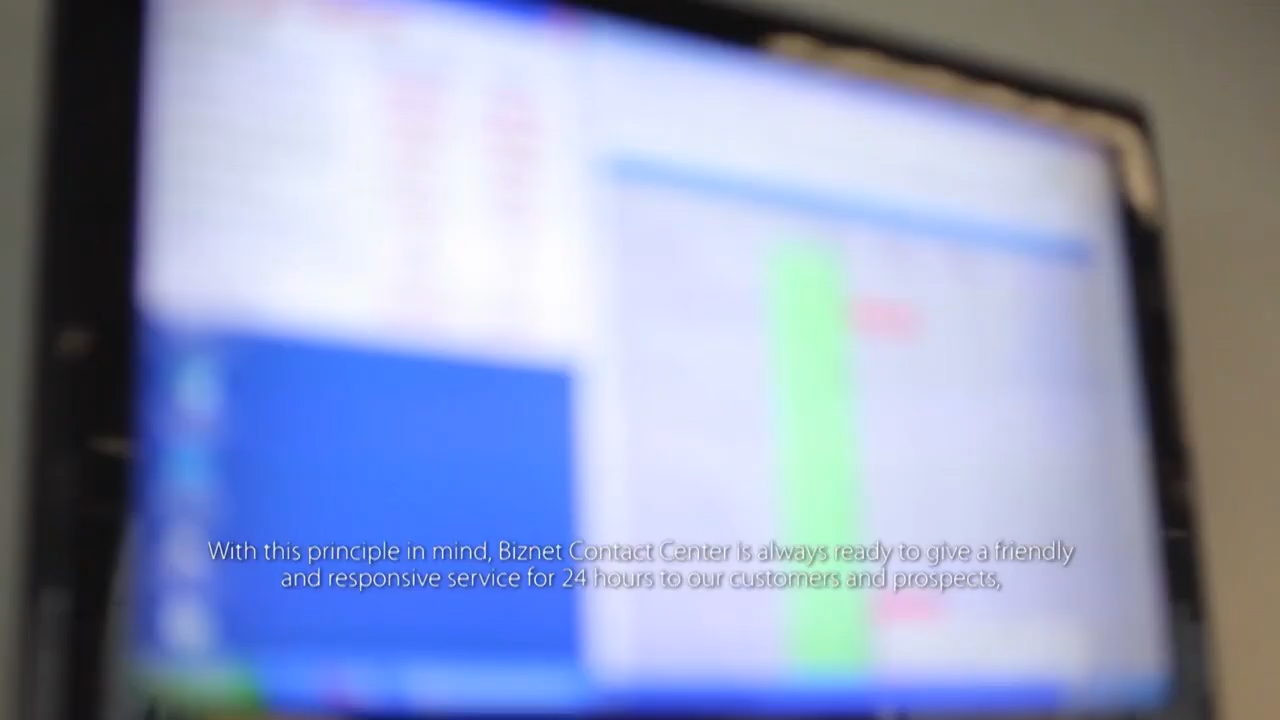 With this principle in mind, Biznet Contact Center is always ready to give a friendly
and responsive service for 24 hours to our customers and prospects,